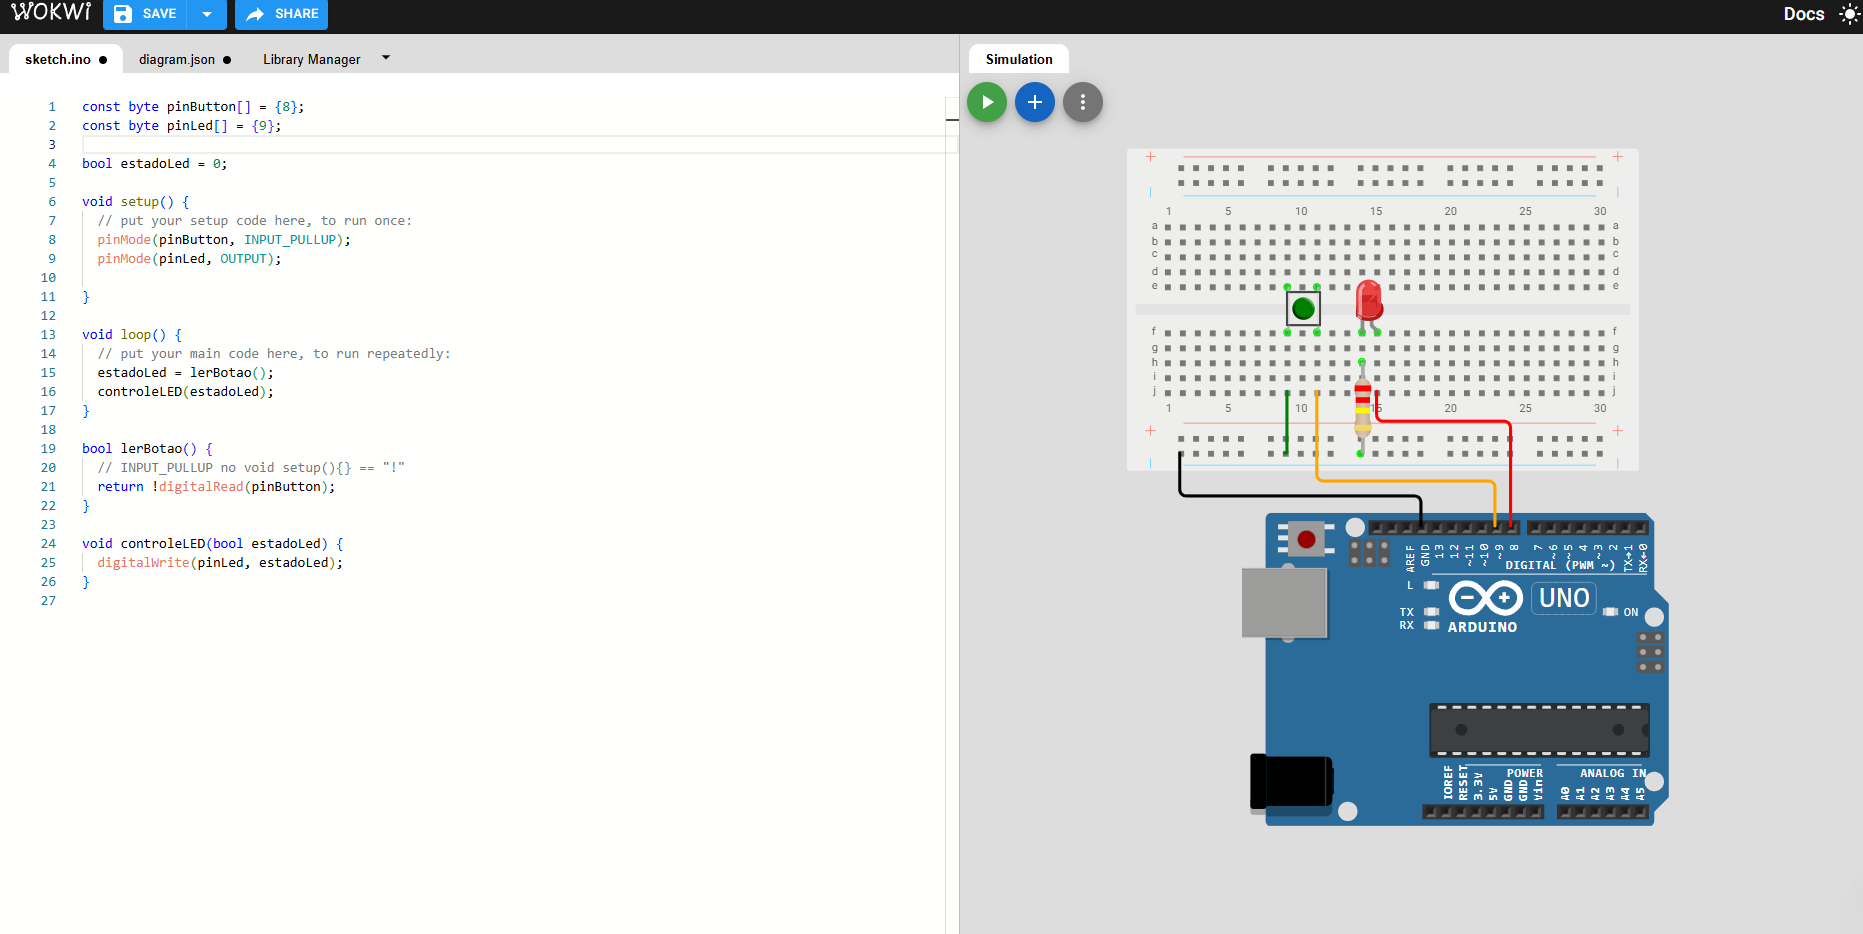 WOKWI SAVE SHARE Docs
sketch.ino diagram.json Library Manager
Simulation
1 const byte pinButton[] = {8};
2 const byte pinLed[] = {9};
3
4 bool estadoLed = 0;
5
6 void setup() {
7 // put your setup code here, to run once:
8 pinMode(pinButton, INPUT_PULLUP);
9 pinMode(pinLed, OUTPUT);
10
11 }
12
13 void loop() {
14 // put your main code here, to run repeatedly:
15 estadoLed = lerBotao();
16 controleLED(estadoLed);
17 }
18
19 bool lerBotao() {
20 // INPUT_PULLUP no void setup(){} == "!"
21 return !digitalRead(pinButton);
22 }
23
24 void controleLED(bool estadoLed) {
25 digitalWrite(pinLed, estadoLed);
26 }
27
1 5 10 15 20 25 30
a a
b b
c c
d d
e e
f f
g g
h h
i i
j j
1 5 10 15 20 25 30
AREF GND 13 12 ~11 ~10 ~9 8 7 ~6 ~5 4 ~3 2 TX→1 RX←0
DIGITAL (PWM ~)
L
TX
RX
ARDUINO
UNO
ON
IOREF RESET 3.3V 5V GND GND Vin
POWER
ANALOG IN
A0 A1 A2 A3 A4 A5